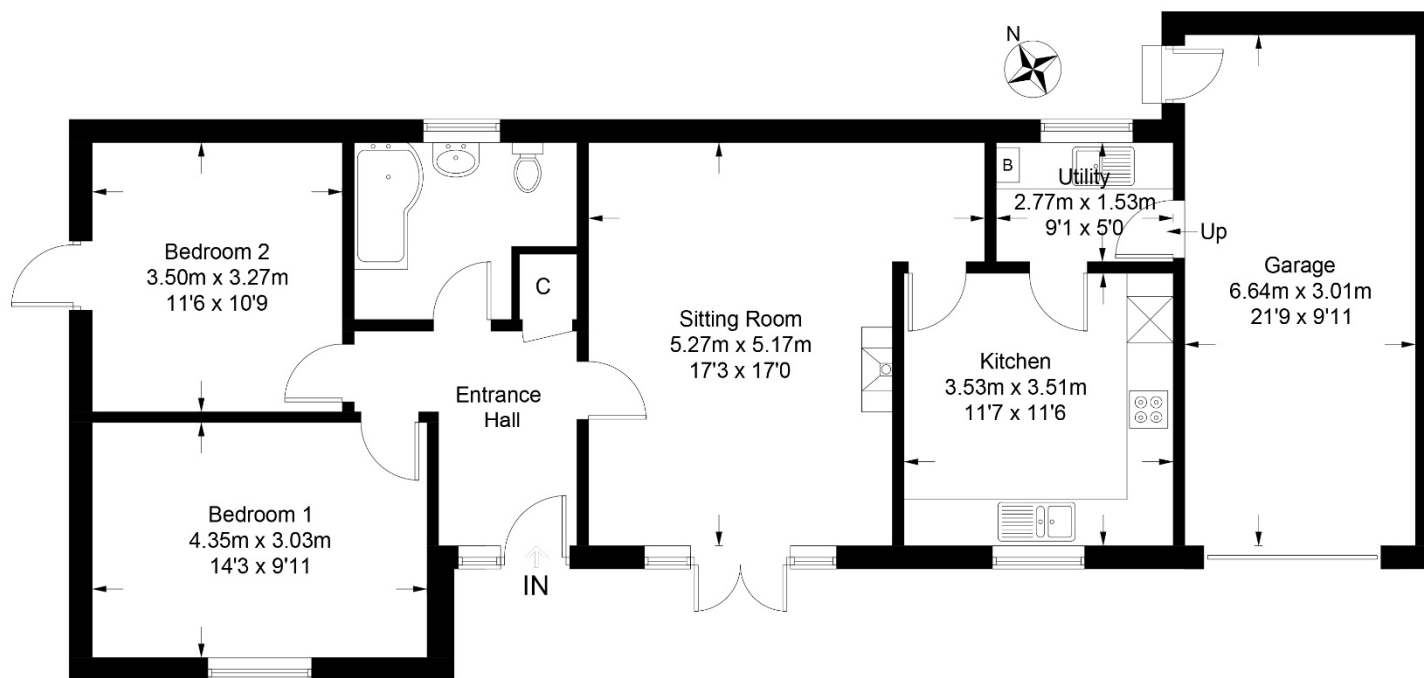 N
B
Utility
2.77m x 1.53m
9'1 x 5'0
Up
Bedroom 2
3.50m x 3.27m
11'6 x 10'9
C
Garage
6.64m x 3.01m
21'9 x 9'11
Sitting Room
5.27m x 5.17m
17'3 x 17'0
Kitchen
3.53m x 3.51m
11'7 x 11'6
Entrance
Hall
Bedroom 1
4.35m x 3.03m
14'3 x 9'11
IN